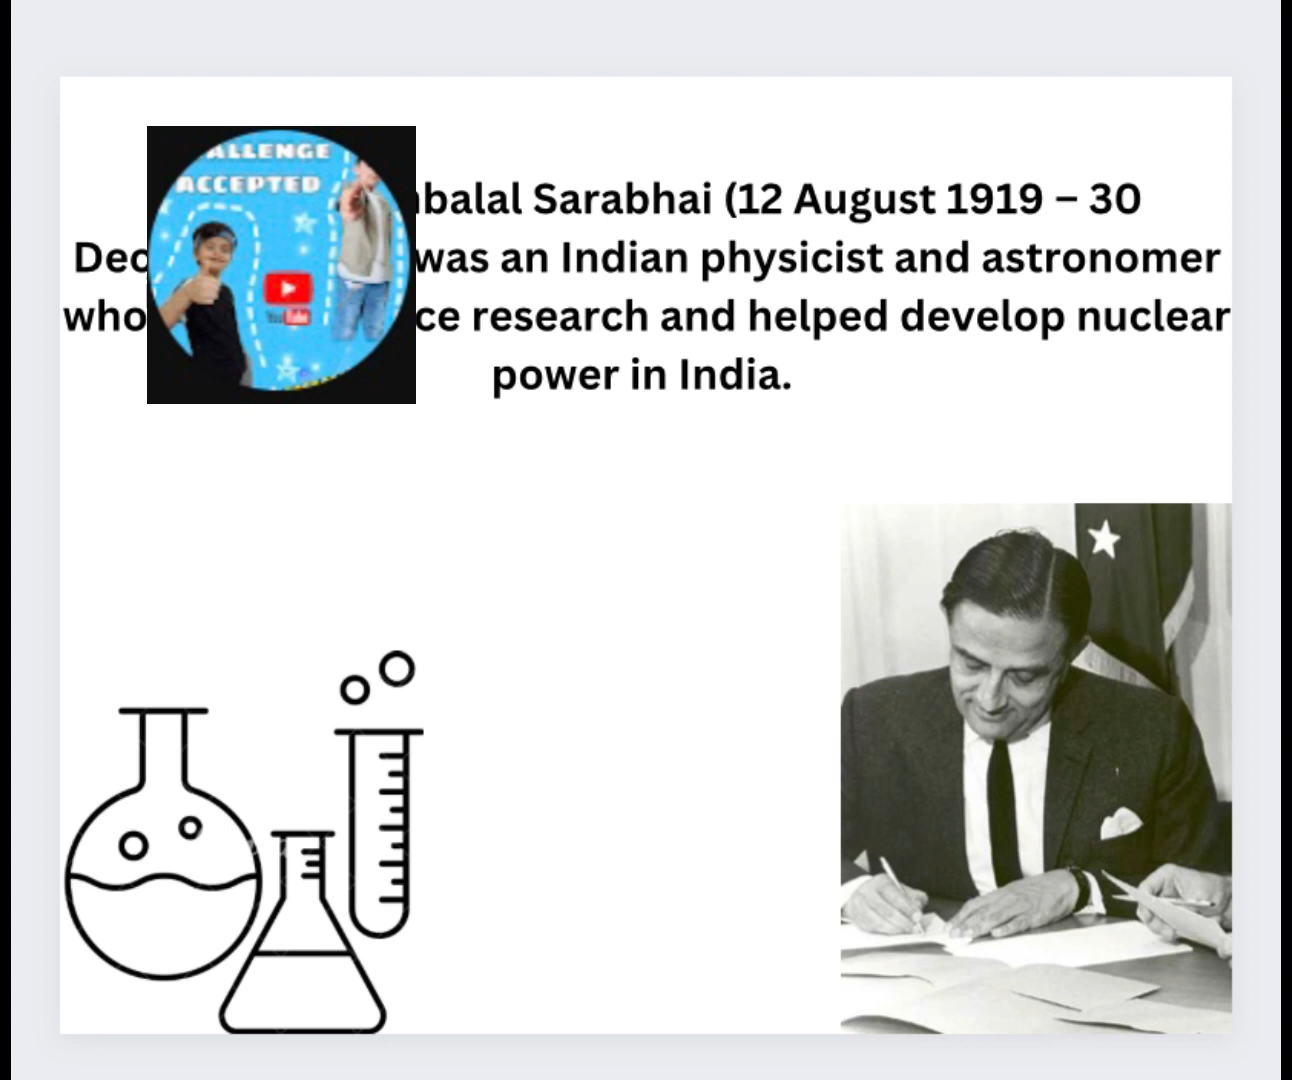 ALLENGE
ACCEPTED
YouTube
balal Sarabhai (12 August 1919 – 30
Dec was an Indian physicist and astronomer
who ce research and helped develop nuclear
power in India.